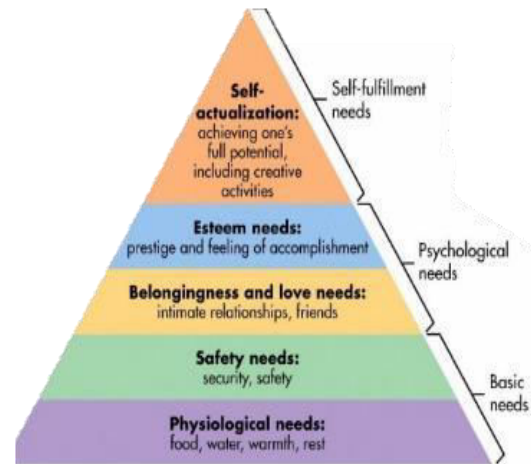 Self-
actualization:
achieving one's
full potential,
including creative
activities
Self-fulfillment
needs
Esteem needs:
prestige and feeling of accomplishment
Belongingness and love needs:
intimate relationships, friends
Psychological
needs
Safety needs:
security, safety
Physiological needs:
food, water, warmth, rest
Basic
needs